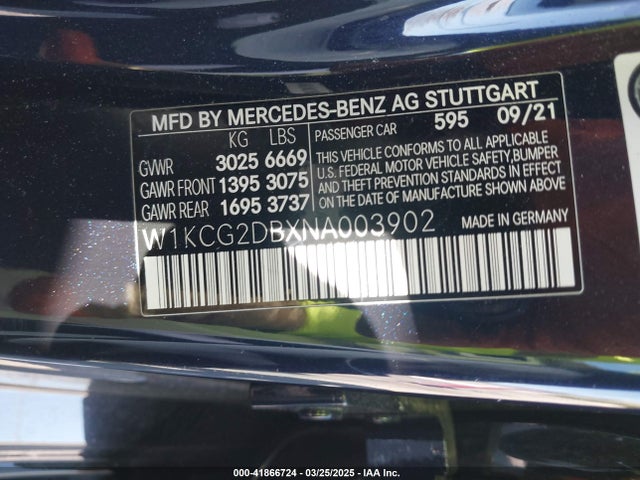 MFD BY MERCEDES-BENZ AG STUTTGART
KG LBS PASSENGER CAR 595 09/21
GVWR 3025 6669
GAWR FRONT 1395 3075
GAWR REAR 1695 3737
THIS VEHICLE CONFORMS TO ALL APPLICABLE
U.S. FEDERAL MOTOR VEHICLE SAFETY, BUMPER
AND THEFT PREVENTION STANDARDS IN EFFECT
ON THE DATE OF MANUFACTURE SHOWN ABOVE
W1KCG2DBXNA003902 MADE IN GERMANY
000-41866724 — 03/25/2025 — IAA Inc.